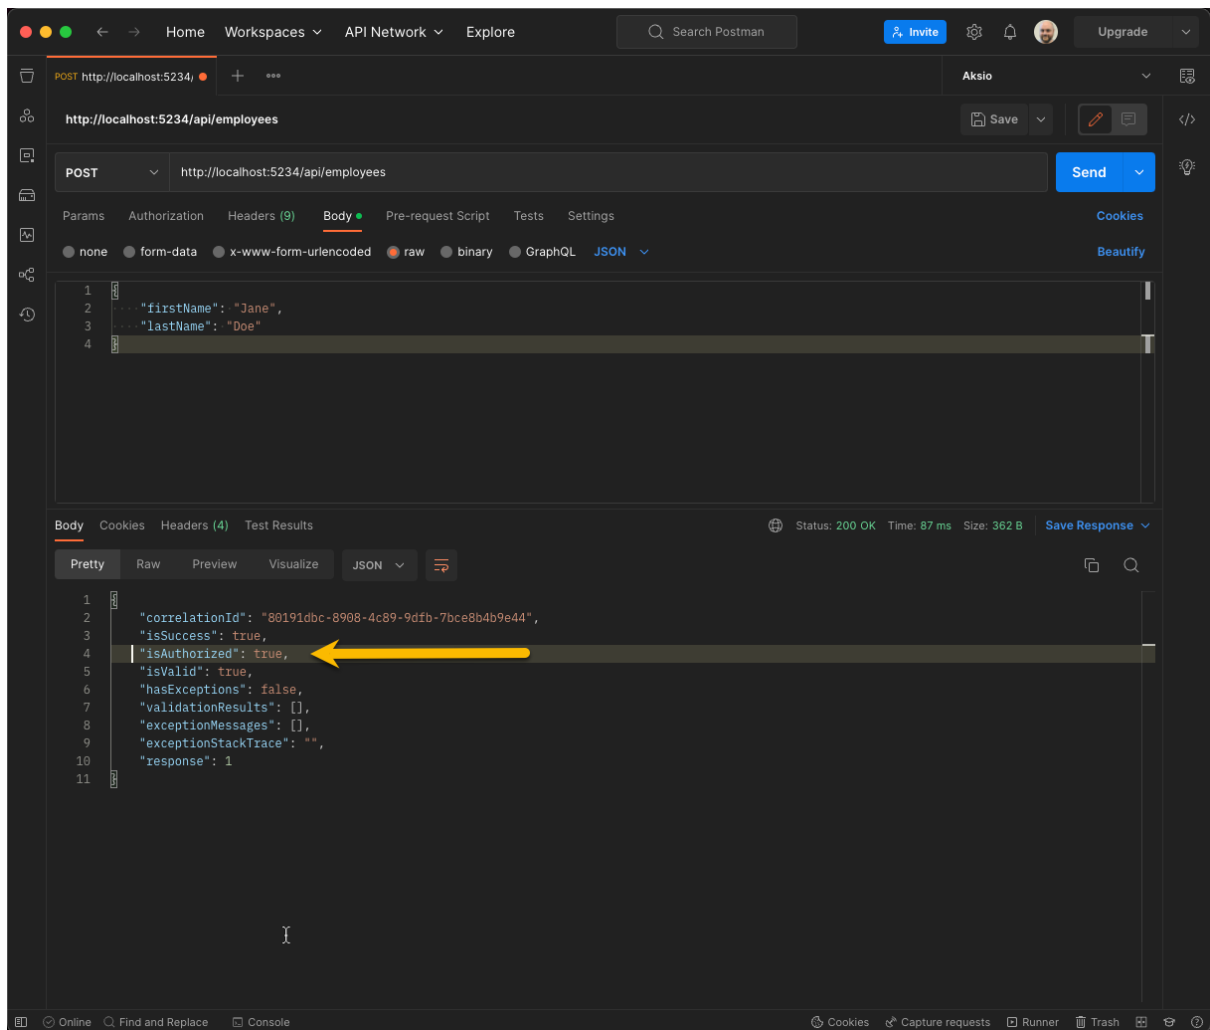 Home Workspaces API Network Explore Search Postman Invite Upgrade
POST http://localhost:5234/ Aksio
http://localhost:5234/api/employees Save
POST http://localhost:5234/api/employees Send
Params Authorization Headers (9) Body Pre-request Script Tests Settings Cookies
none form-data x-www-form-urlencoded raw binary GraphQL JSON Beautify
1 {
2 "firstName": "Jane",
3 "lastName": "Doe"
4 }
Body Cookies Headers (4) Test Results Status: 200 OK Time: 87 ms Size: 362 B Save Response
Pretty Raw Preview Visualize JSON
1 {
2 "correlationId": "80191dbc-8908-4c89-9dfb-7bce8b4b9e44",
3 "isSuccess": true,
4 "isAuthorized": true,
5 "isValid": true,
6 "hasExceptions": false,
7 "validationResults": [],
8 "exceptionMessages": [],
9 "exceptionStackTrace": "",
10 "response": 1
11 }
Online Find and Replace Console Cookies Capture requests Runner Trash